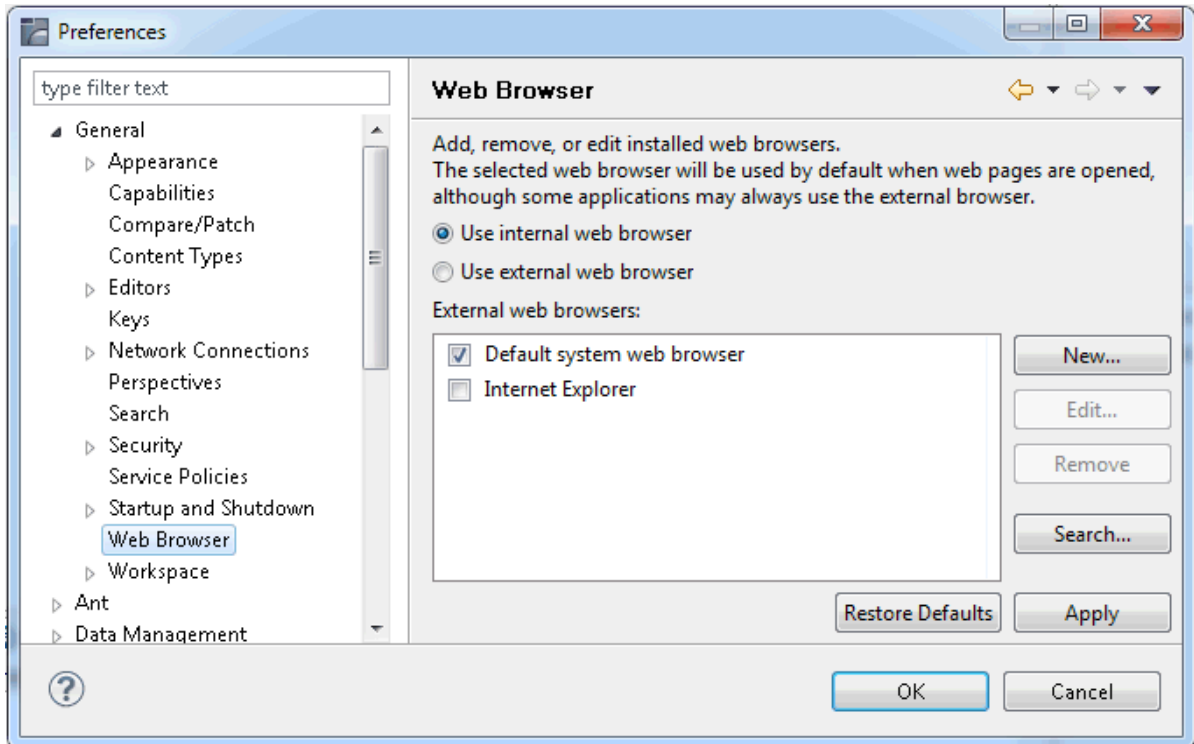 Preferences
type filter text
General
Appearance
Capabilities
Compare/Patch
Content Types
Editors
Keys
Network Connections
Perspectives
Search
Security
Service Policies
Startup and Shutdown
Web Browser
Workspace
Ant
Data Management
Web Browser
Add, remove, or edit installed web browsers.
The selected web browser will be used by default when web pages are opened,
although some applications may always use the external browser.
Use internal web browser
Use external web browser
External web browsers:
Default system web browser
Internet Explorer
New...
Edit...
Remove
Search...
Restore Defaults
Apply
?
OK
Cancel